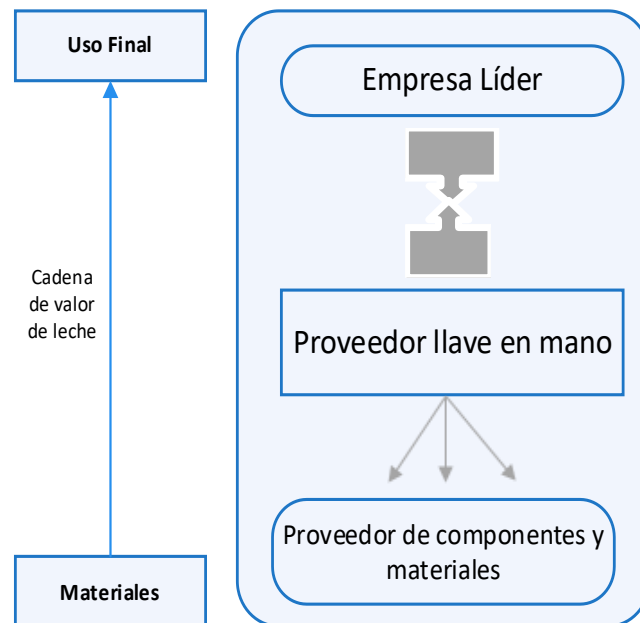 Uso Final
Cadena
de valor
de leche
Materiales
Empresa Líder
Proveedor llave en mano
Proveedor de componentes y
materiales